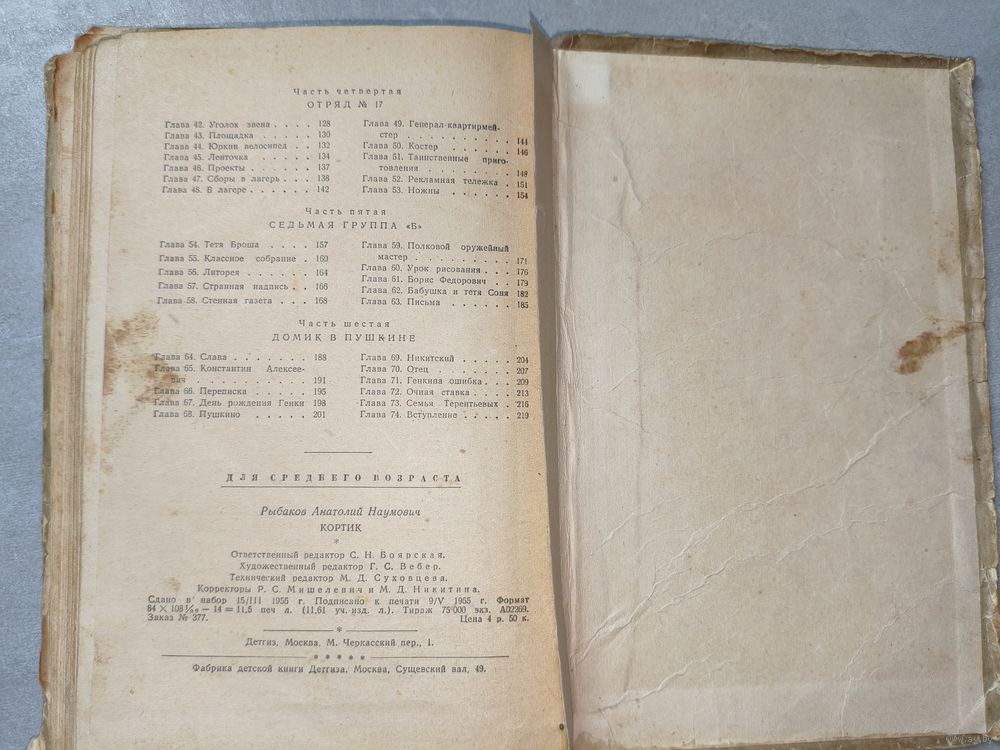 Часть четвертая
ОТРЯД № 17
Глава 42. Уголок звена . . . . 128
Глава 43. Площадка . . . . . 130
Глава 44. Юркин велосипед . . 132
Глава 45. Ленточка . . . . . 134
Глава 46. Проекты . . . . . . 137
Глава 47. Сборы в лагерь . . . 138
Глава 48. В лагере . . . . . . 142
Глава 49. Генерал-квартирмей-
стер . . . . . . . . . 144
Глава 50. Костер . . . . . . 146
Глава 51. Таинственные приго-
товления . . . . . . . 148
Глава 52. Рекламная тележка . 151
Глава 53. Ножны . . . . . . 154
Часть пятая
СЕДЬМАЯ ГРУППА «Б»
Глава 54. Тетя Броша . . . . 157
Глава 55. Классное собрание . 160
Глава 56. Литорея . . . . . . 164
Глава 57. Странная надпись . . 168
Глава 58. Стенная газета . . . 168
Глава 59. Полковой оружейный
мастер . . . . . . . . 171
Глава 60. Урок рисования . . . 176
Глава 61. Борис Федорович . . 179
Глава 62. Бабушка и тетя Соня 182
Глава 63. Письма . . . . . . 185
Часть шестая
ДОМИК В ПУШКИНЕ
Глава 64. Слава . . . . . . . 188
Глава 65. Константин Алексее-
вич . . . . . . . . . 191
Глава 66. Переписка . . . . . 195
Глава 67. День рождения Генки 198
Глава 68. Пушкино . . . . . 201
Глава 69. Никитский . . . . . 204
Глава 70. Отец . . . . . . . 207
Глава 71. Генкина ошибка . . . 209
Глава 72. Очная ставка . . . . 213
Глава 73. Семья Терентьевых . 216
Глава 74. Вступление . . . . . 219
ДЛЯ СРЕДНЕГО ВОЗРАСТА
Рыбаков Анатолий Наумович
КОРТИК
*
Ответственный редактор С. Н. Боярская.
Художественный редактор Г. С. Вебер.
Технический редактор М. Д. Суховцева.
Корректоры Р. С. Мишелевич и М. Д. Никитина.
Сдано в набор 15/III 1955 г. Подписано к печати 9/V 1955 г. Формат
84 × 108 — 14 = 11,5 печ л. (11,61 уч. изд. л.). Тираж 75 000 экз. А02269.
Заказ № 377. Цена 4 р. 50 к.
*
Детгиз, Москва, М. Черкасский пер., 1.
* * * * *
Фабрика детской книги Детгиза, Москва, Сущевский вал, 49.